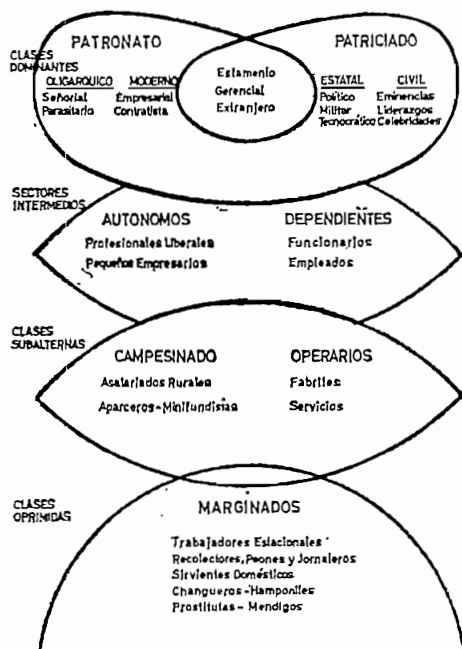 CLASES
DOMINANTES
PATRONATO
PATRICIADO
OLIGARQUICO
MODERNO
Señorial
Empresarial
Parasitario
Contratista
Estamento
Gerencial
Extranjero
ESTATAL
CIVIL
Político
Eminencias
Militar
Liderazgos
Tecnocrático
Celebridades
SECTORES
INTERMEDIOS
AUTONOMOS
DEPENDIENTES
Profesionales Liberales
Funcionarios
Pequeños Empresarios
Empleados
CLASES
SUBALTERNAS
CAMPESINADO
OPERARIOS
Asalariados Rurales
Fabriles
Aparceros-Minifundistas
Servicios
CLASES
OPRIMIDAS
MARGINADOS
Trabajadores Estacionales
Recolectores, Peones y Jornaleros
Sirvientes Domésticos
Changueros-Hamponiles
Prostitutas-Mendigos